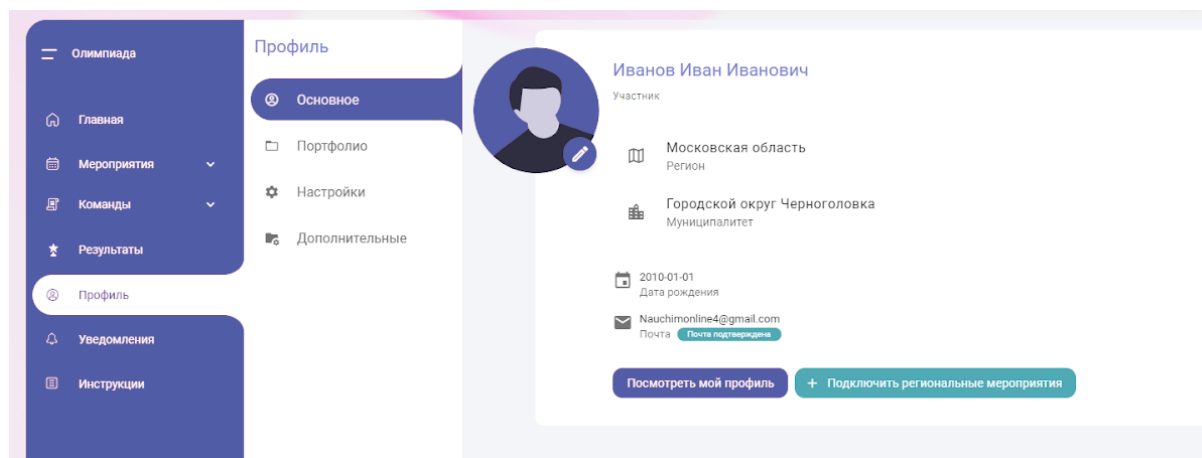 Олимпиада
Главная
Мероприятия
Команды
Результаты
Профиль
Уведомления
Инструкции
Профиль
Основное
Портфолио
Настройки
Дополнительные
Иванов Иван Иванович
Участник
Московская область
Регион
Городской округ Черноголовка
Муниципалитет
2010-01-01
Дата рождения
Nauchimonline4@gmail.com
Почта Почта подтверждена
Посмотреть мой профиль + Подключить региональные мероприятия